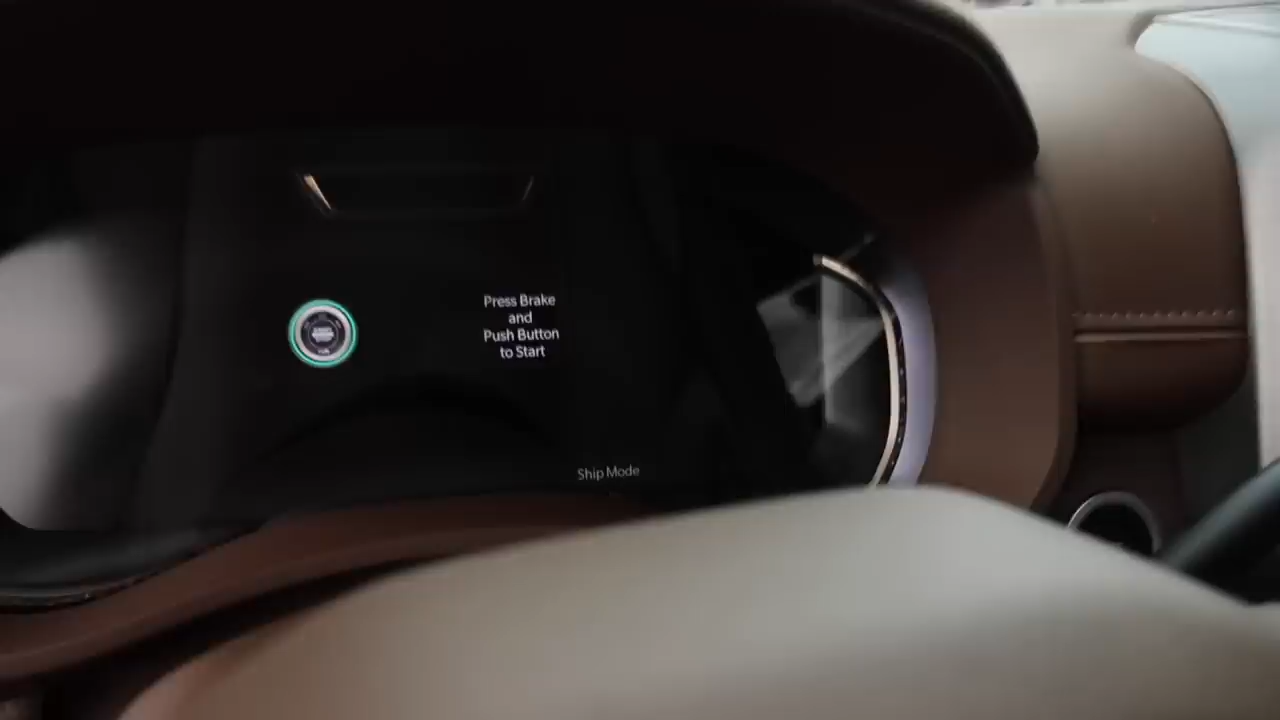 Press Brake
and
Push Button
to Start
Ship Mode